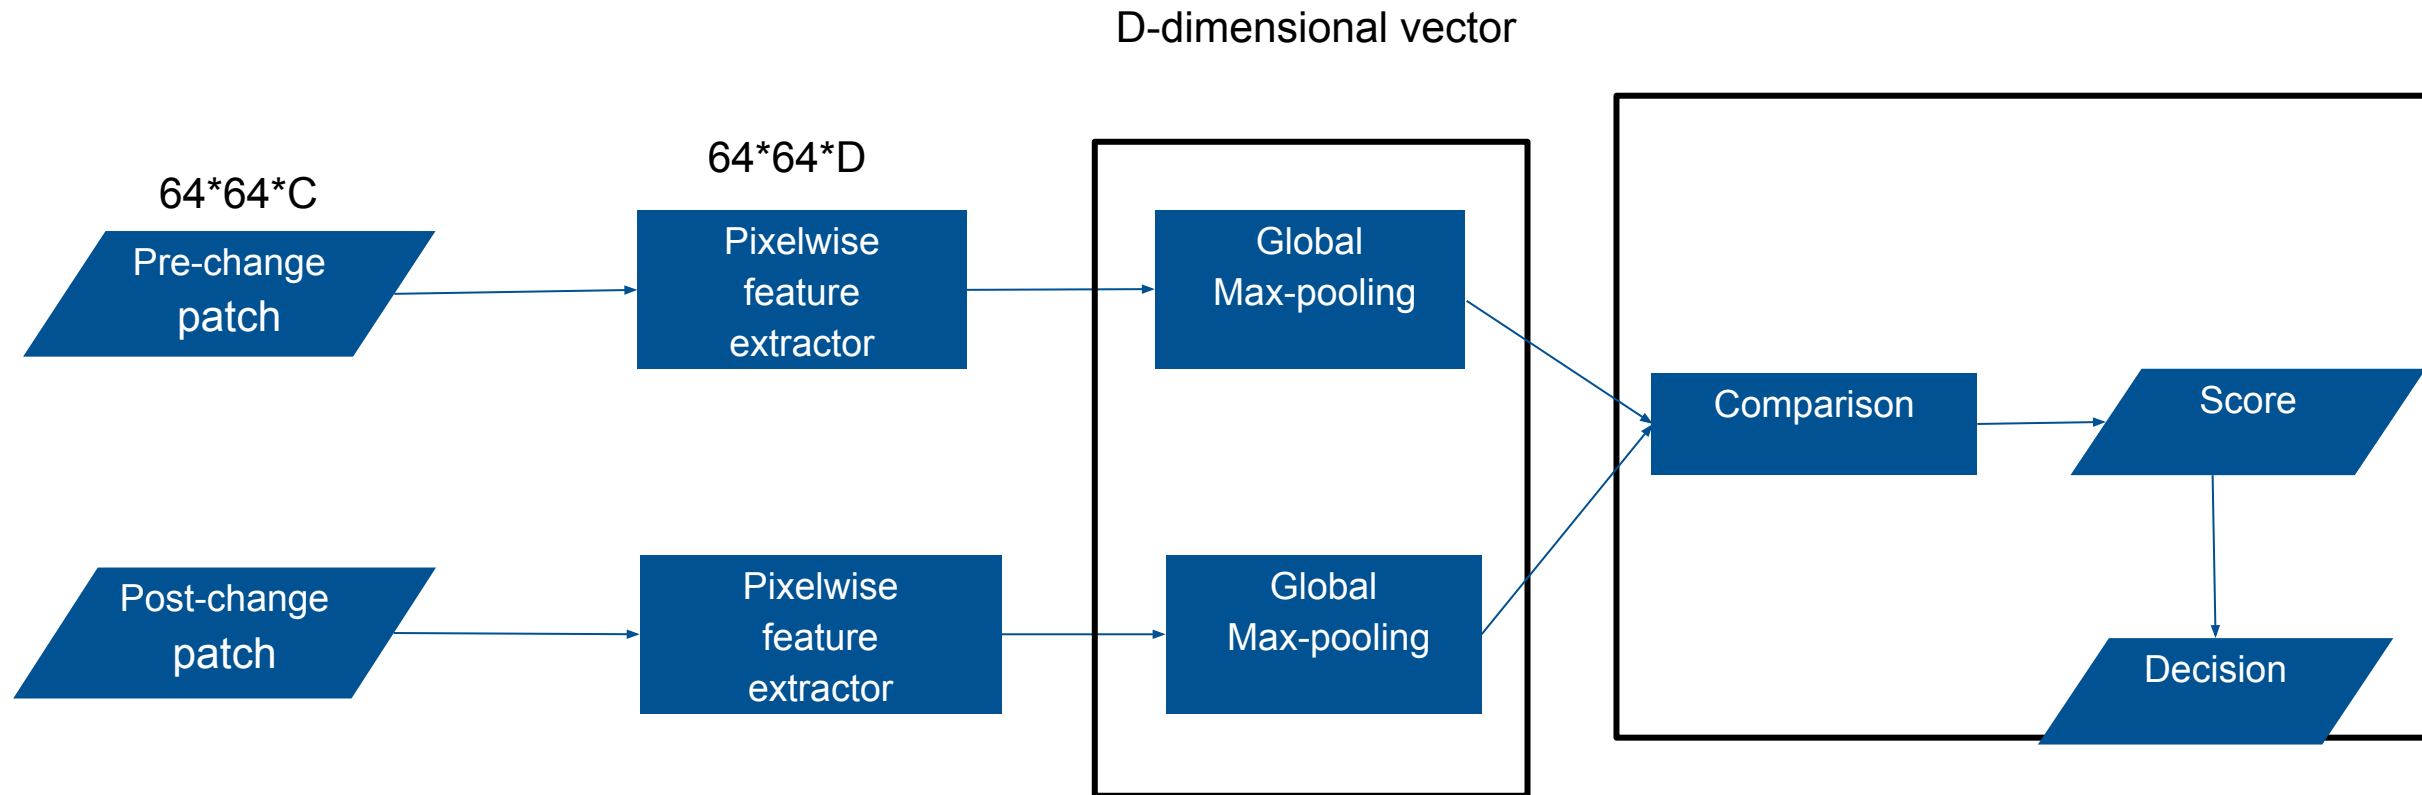 D-dimensional vector
64*64*C
64*64*D
Pre-change
patch
Pixelwise
feature
extractor
Global
Max-pooling
Comparison
Score
Post-change
patch
Pixelwise
feature
extractor
Global
Max-pooling
Decision